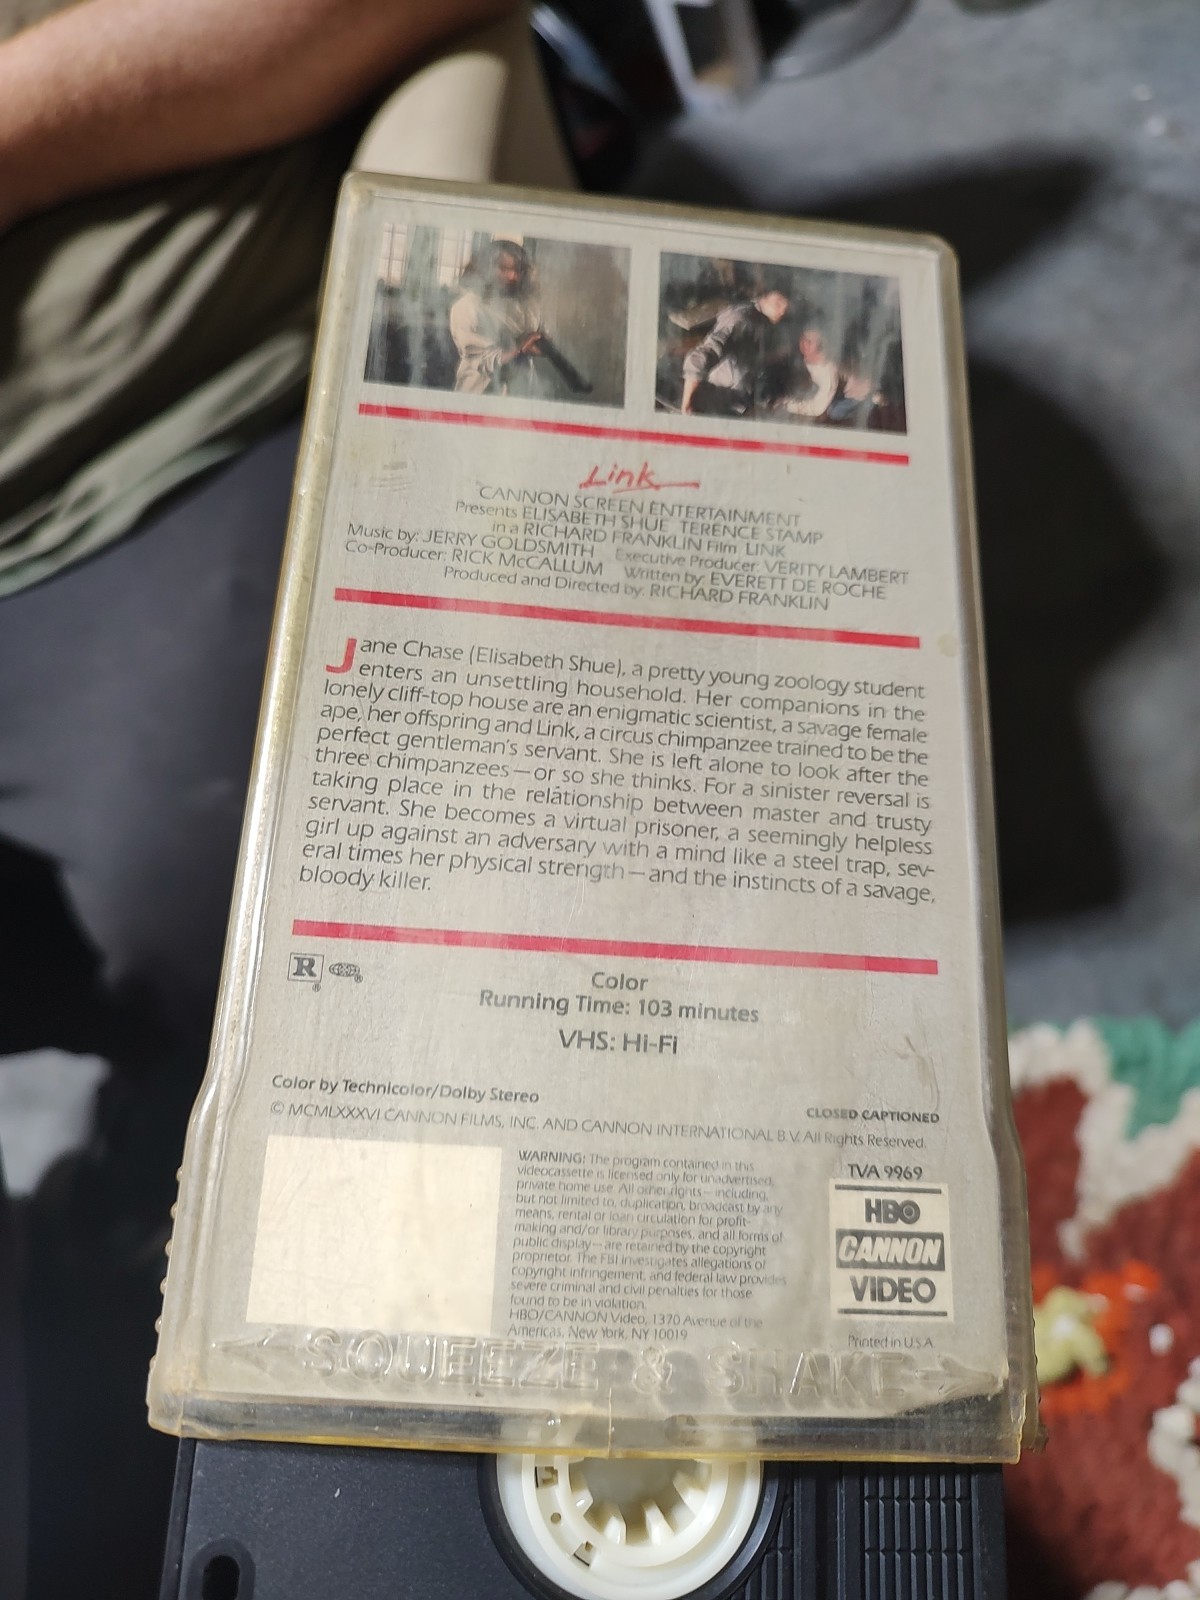 Link
CANNON SCREEN ENTERTAINMENT
Presents ELISABETH SHUE TERENCE STAMP
in a RICHARD FRANKLIN Film LINK
Music by: JERRY GOLDSMITH Executive Producer: VERITY LAMBERT
Co-Producer: RICK McCALLUM Written by: EVERETT DE ROCHE
Produced and Directed by: RICHARD FRANKLIN
Jane Chase (Elisabeth Shue), a pretty young zoology student
enters an unsettling household. Her companions in the
lonely cliff-top house are an enigmatic scientist, a savage female
ape, her offspring and Link, a circus chimpanzee trained to be the
perfect gentleman's servant. She is left alone to look after the
three chimpanzees—or so she thinks. For a sinister reversal is
taking place in the relationship between master and trusty
servant. She becomes a virtual prisoner, a seemingly helpless
girl up against an adversary with a mind like a steel trap, sev-
eral times her physical strength—and the instincts of a savage,
bloody killer.
R ® ®
Color
Running Time: 103 minutes
VHS: Hi-Fi
Color by Technicolor/Dolby Stereo
CLOSED CAPTIONED
© MCMLXXXVI CANNON FILMS, INC. AND CANNON INTERNATIONAL B.V. All Rights Reserved.
WARNING: The program contained in this
videocassette is licensed only for unadvertised,
private home use. All other rights—including,
but not limited to, duplication, broadcast by any
means, rental or loan circulation for profit-
making and/or library purposes, and all forms of
public display—are retained by the copyright
proprietor. The FBI investigates allegations of
copyright infringement, and federal law provides
severe criminal and civil penalties for those
found to be in violation.
HBO/CANNON Video, 1370 Avenue of the
Americas, New York, NY 10019
TVA 9969
HBO
CANNON
VIDEO
Printed in U.S.A.
SQUEEZE & SHAKE